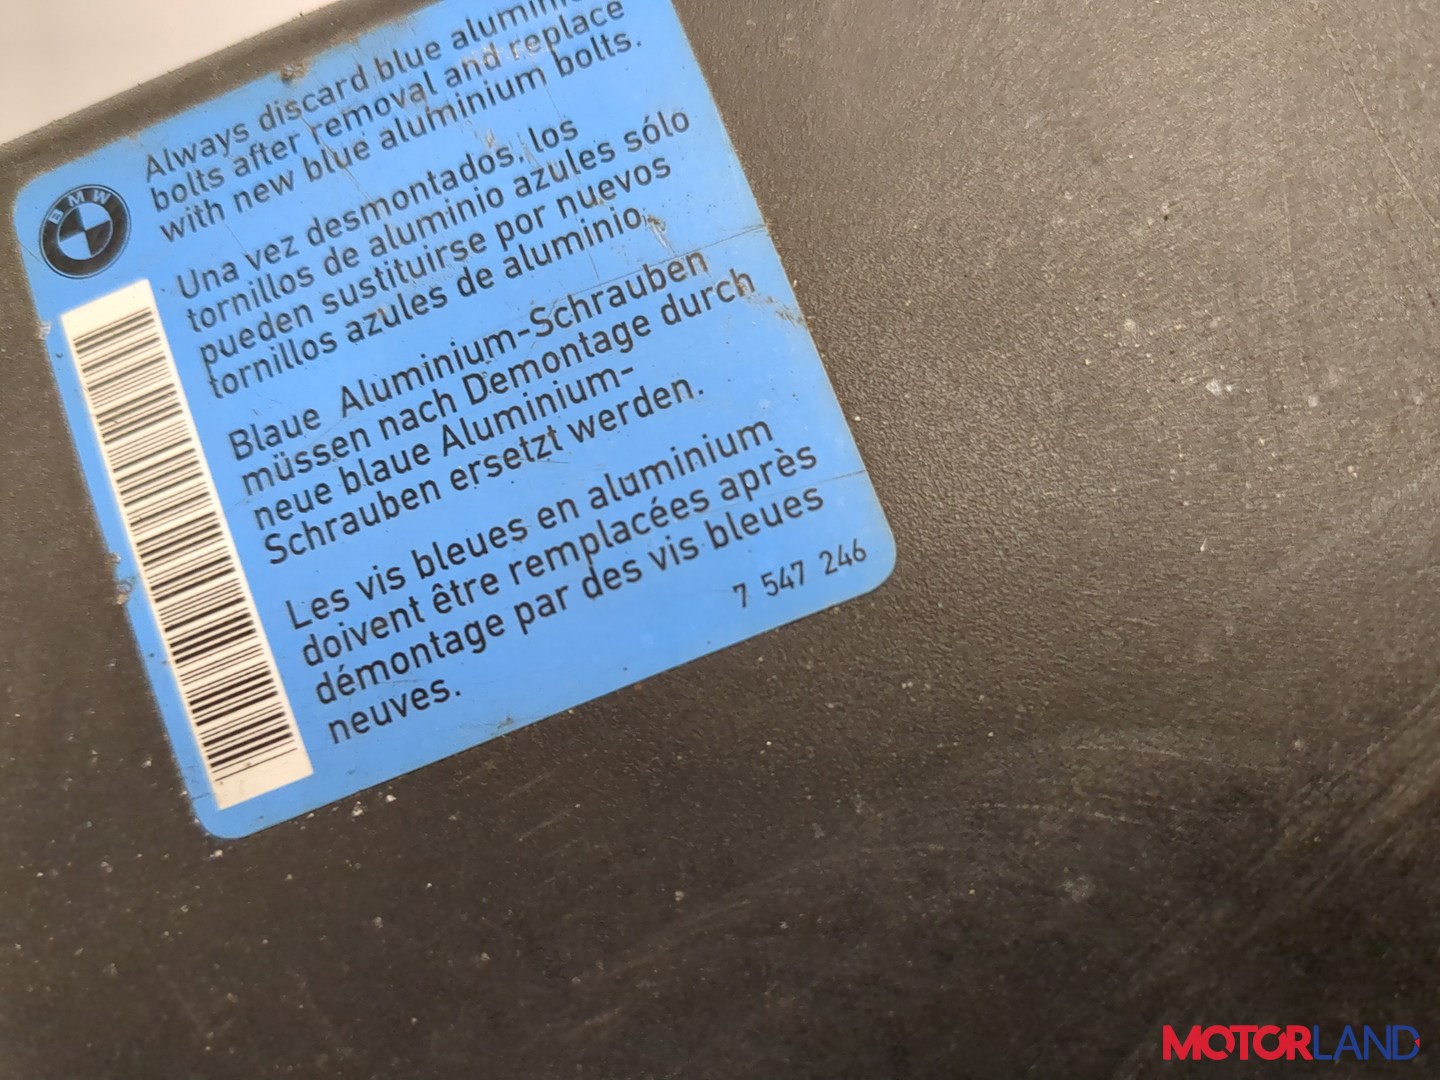 Always discard blue
bolts after removal and replace
with new blue aluminium bolts.
Una vez desmontados, los
tornillos de aluminio azules sólo
pueden sustituirse por nuevos
tornillos azules de aluminio.
Blaue Aluminium-Schrauben
müssen nach Demontage durch
neue blaue Aluminium-
Schrauben ersetzt werden.
Les vis bleues en aluminium
doivent être remplacées après
démontage par des vis bleues
neuves.
7 547 246
BMW
MOTORLAND